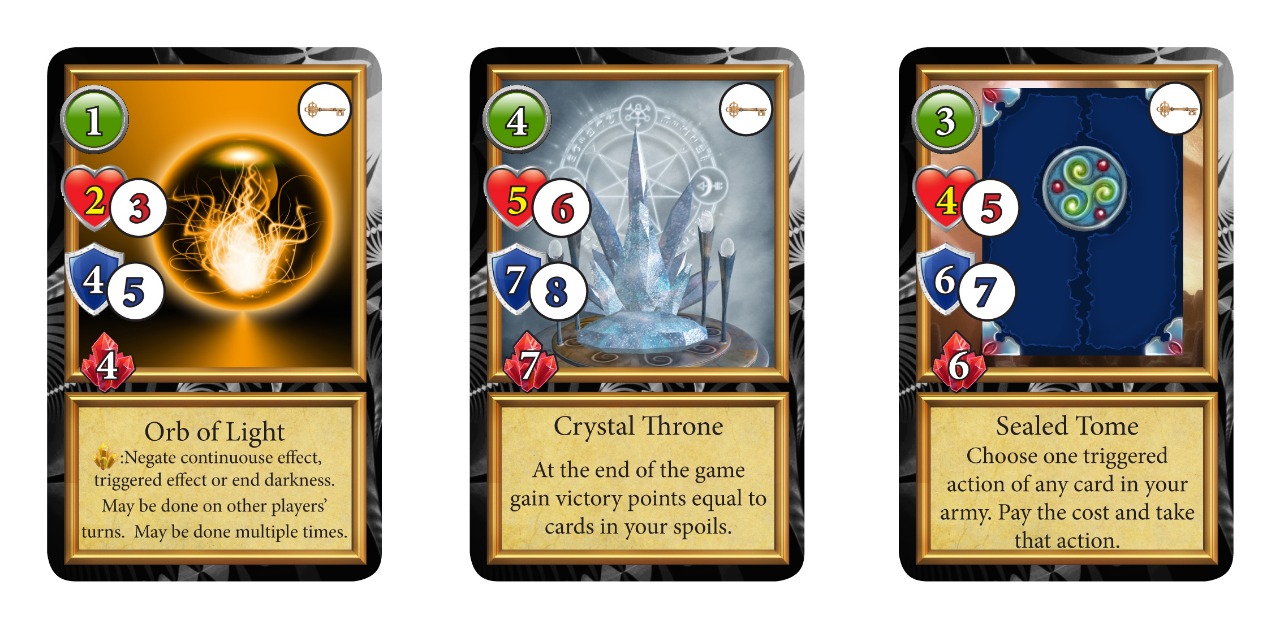 1
2 3
4 5
4
Orb of Light
:Negate continuouse effect,
triggered effect or end darkness.
May be done on other players'
turns. May be done multiple times.
4
5 6
7 8
7
Crystal Throne
At the end of the game
gain victory points equal to
cards in your spoils.
3
4 5
6 7
6
Sealed Tome
Choose one triggered
action of any card in your
army. Pay the cost and take
that action.